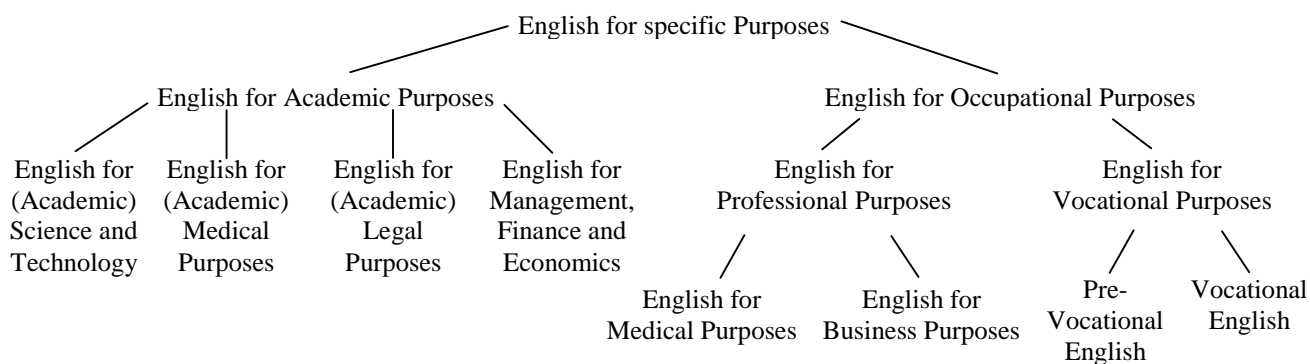 English for specific Purposes
English for Academic Purposes
English for Occupational Purposes
English for
(Academic)
Science and
Technology
English for
(Academic)
Medical
Purposes
English for
(Academic)
Legal
Purposes
English for
Management,
Finance and
Economics
English for
Professional Purposes
English for
Vocational Purposes
English for
Medical Purposes
English for
Business Purposes
Pre-
Vocational
English
Vocational
English